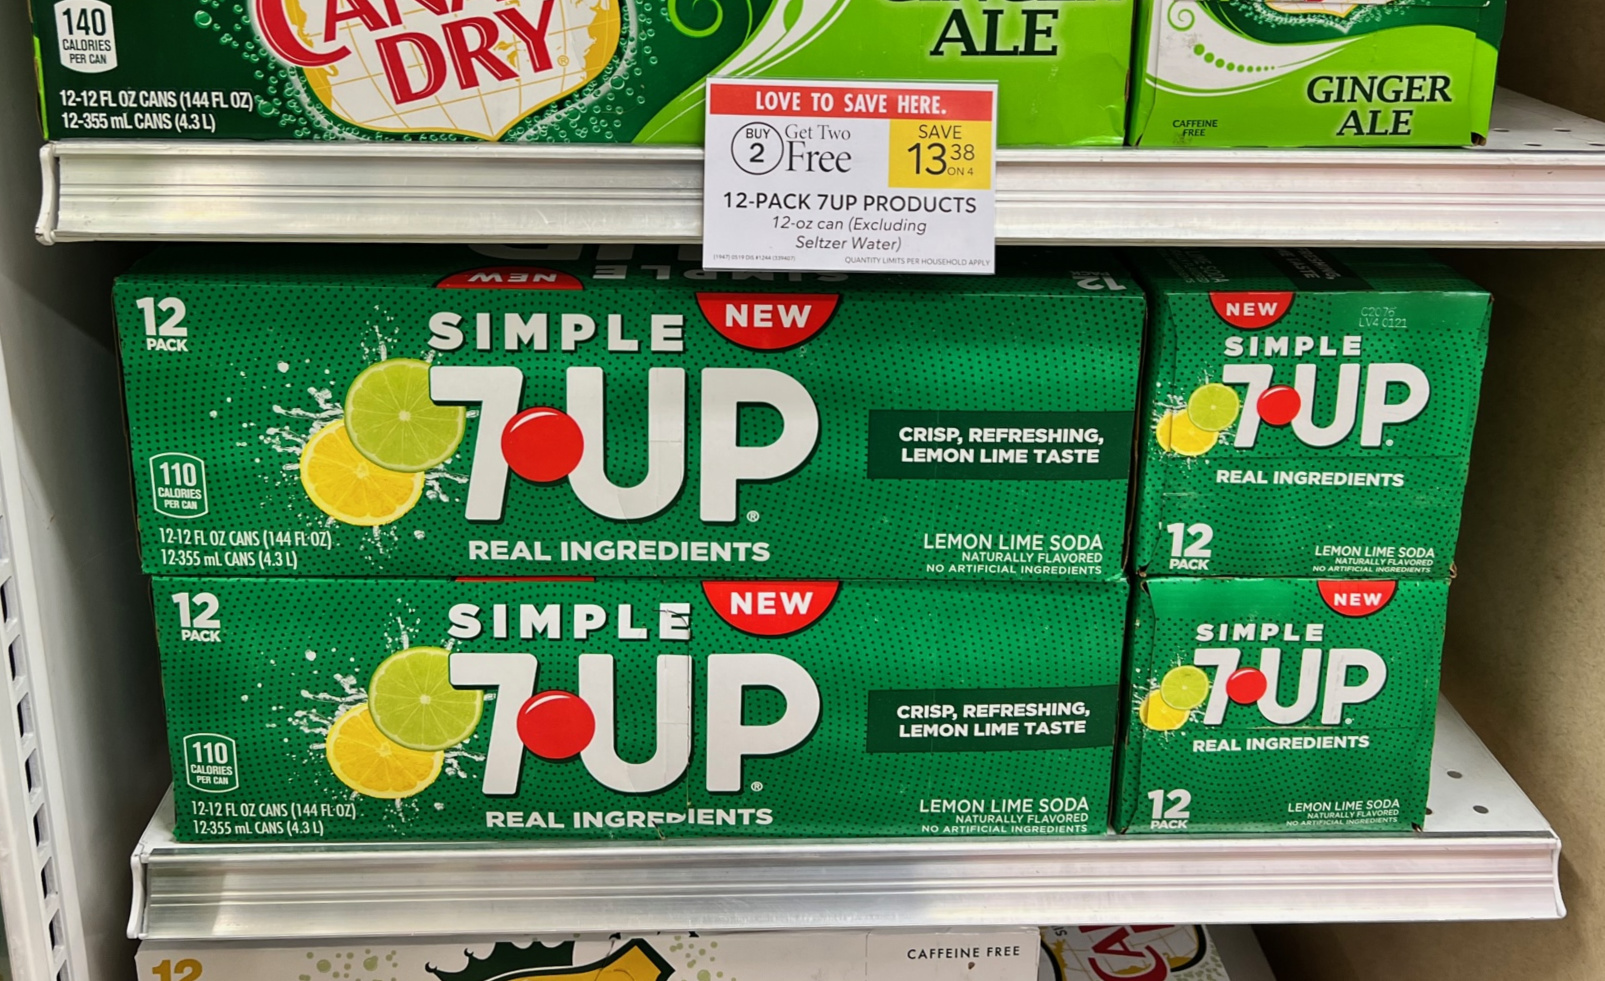 140
CALORIES
PER CAN
12-12 FL OZ CANS (144 FL OZ)
12-355 mL CANS (4.3 L)
CANADA
DRY
GINGER
ALE
CAFFEINE
FREE
GINGER
ALE
LOVE TO SAVE HERE.
BUY
2
Get Two
Free
SAVE
13 38
ON 4
12-PACK 7UP PRODUCTS
12-oz can (Excluding
Seltzer Water)
QUANTITY LIMITS PER HOUSEHOLD APPLY
NEW
SIMPLE
12
12
PACK
SIMPLE
NEW
7UP
110
CALORIES
PER CAN
CRISP, REFRESHING,
LEMON LIME TASTE
12-12 FL OZ CANS (144 FL OZ)
12-355 mL CANS (4.3 L)
REAL INGREDIENTS
LEMON LIME SODA
NATURALLY FLAVORED
NO ARTIFICIAL INGREDIENTS
NEW
SIMPLE
7UP
REAL INGREDIENTS
12
PACK
LEMON LIME SODA
NATURALLY FLAVORED
NO ARTIFICIAL INGREDIENTS
12
PACK
SIMPLE
NEW
7UP
110
CALORIES
PER CAN
CRISP, REFRESHING,
LEMON LIME TASTE
12-12 FL OZ CANS (144 FL OZ)
12-355 mL CANS (4.3 L)
REAL INGREDIENTS
LEMON LIME SODA
NATURALLY FLAVORED
NO ARTIFICIAL INGREDIENTS
NEW
SIMPLE
7UP
REAL INGREDIENTS
12
PACK
LEMON LIME SODA
NATURALLY FLAVORED
NO ARTIFICIAL INGREDIENTS
12
CAFFEINE FREE